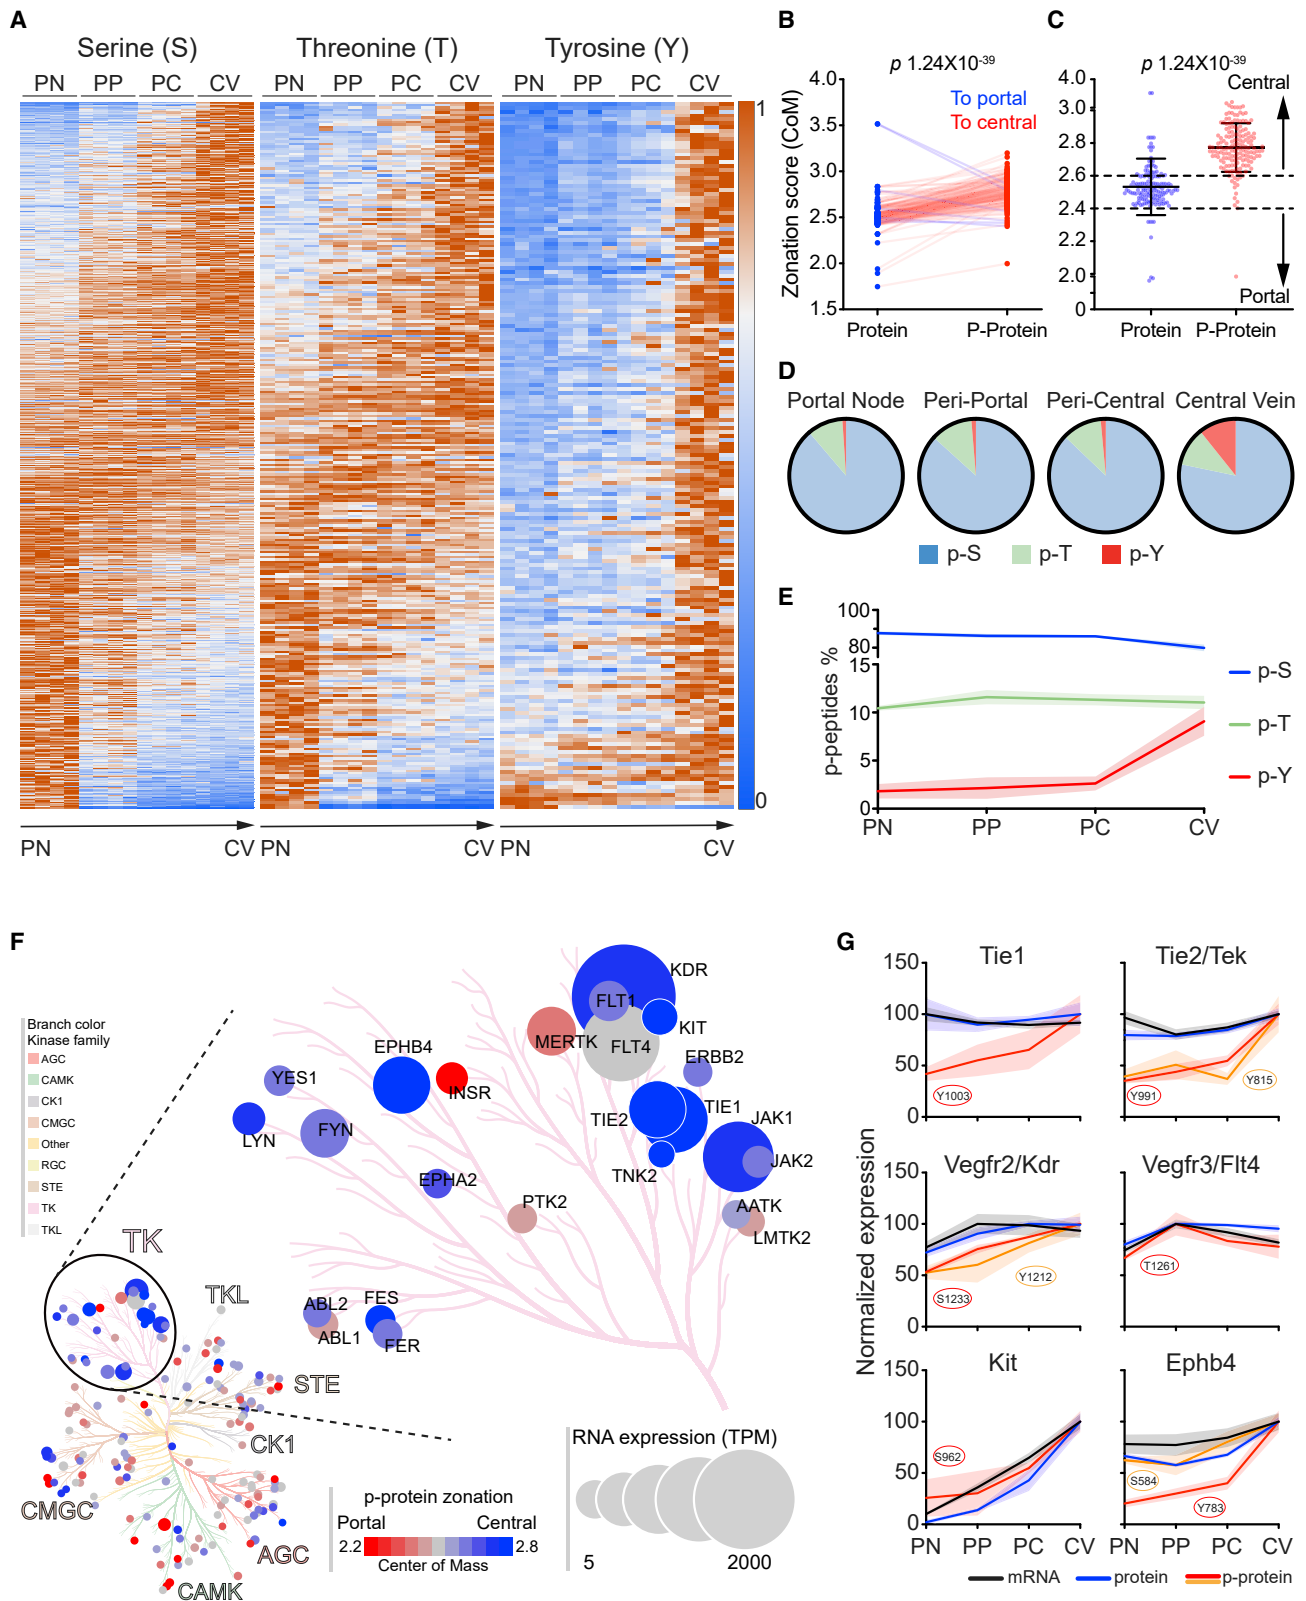 A
Serine (S)
Threonine (T)
Tyrosine (Y)
PN PP PC CV
PN PP PC CV
PN PP PC CV
1
0
PN CV
PN CV
PN CV
B
p 1.24X10-39
To portal
To central
Zonation score (CoM)
4.0
3.5
3.0
2.5
2.0
1.5
Protein P-Protein
C
p 1.24X10-39
Central
4.0
3.0
2.8
2.6
2.4
2.2
2.0
0
Portal
Protein P-Protein
D
Portal Node Peri-Portal Peri-Central Central Vein
p-S p-T p-Y
E
p-peptides %
100
80
15
10
5
0
PN PP PC CV
p-S
p-T
p-Y
F
Branch color
Kinase family
AGC
CAMK
CK1
CMGC
Other
RGC
STE
TK
TKL
KDR
FLT1
KIT
MERTK
FLT4
EPHB4
ERBB2
YES1
INSR
TIE2
TIE1
JAK1
LYN
FYN
JAK2
TNK2
EPHA2
PTK2
AATK
LMTK2
ABL2
FES
ABL1
FER
TK
TKL
STE
CK1
CMGC
AGC
CAMK
p-protein zonation
Portal Central
2.2 2.8
Center of Mass
RNA expression (TPM)
5 2000
G
Normalized expression
Tie1
150
100
50
0
Y1003
Tie2/Tek
Y991
Y815
Vegfr2/Kdr
150
100
50
0
Y1212
S1233
Vegfr3/Flt4
T1261
Kit
150
100
50
0
S962
PN PP PC CV
Ephb4
S584
Y783
PN PP PC CV
mRNA protein p-protein